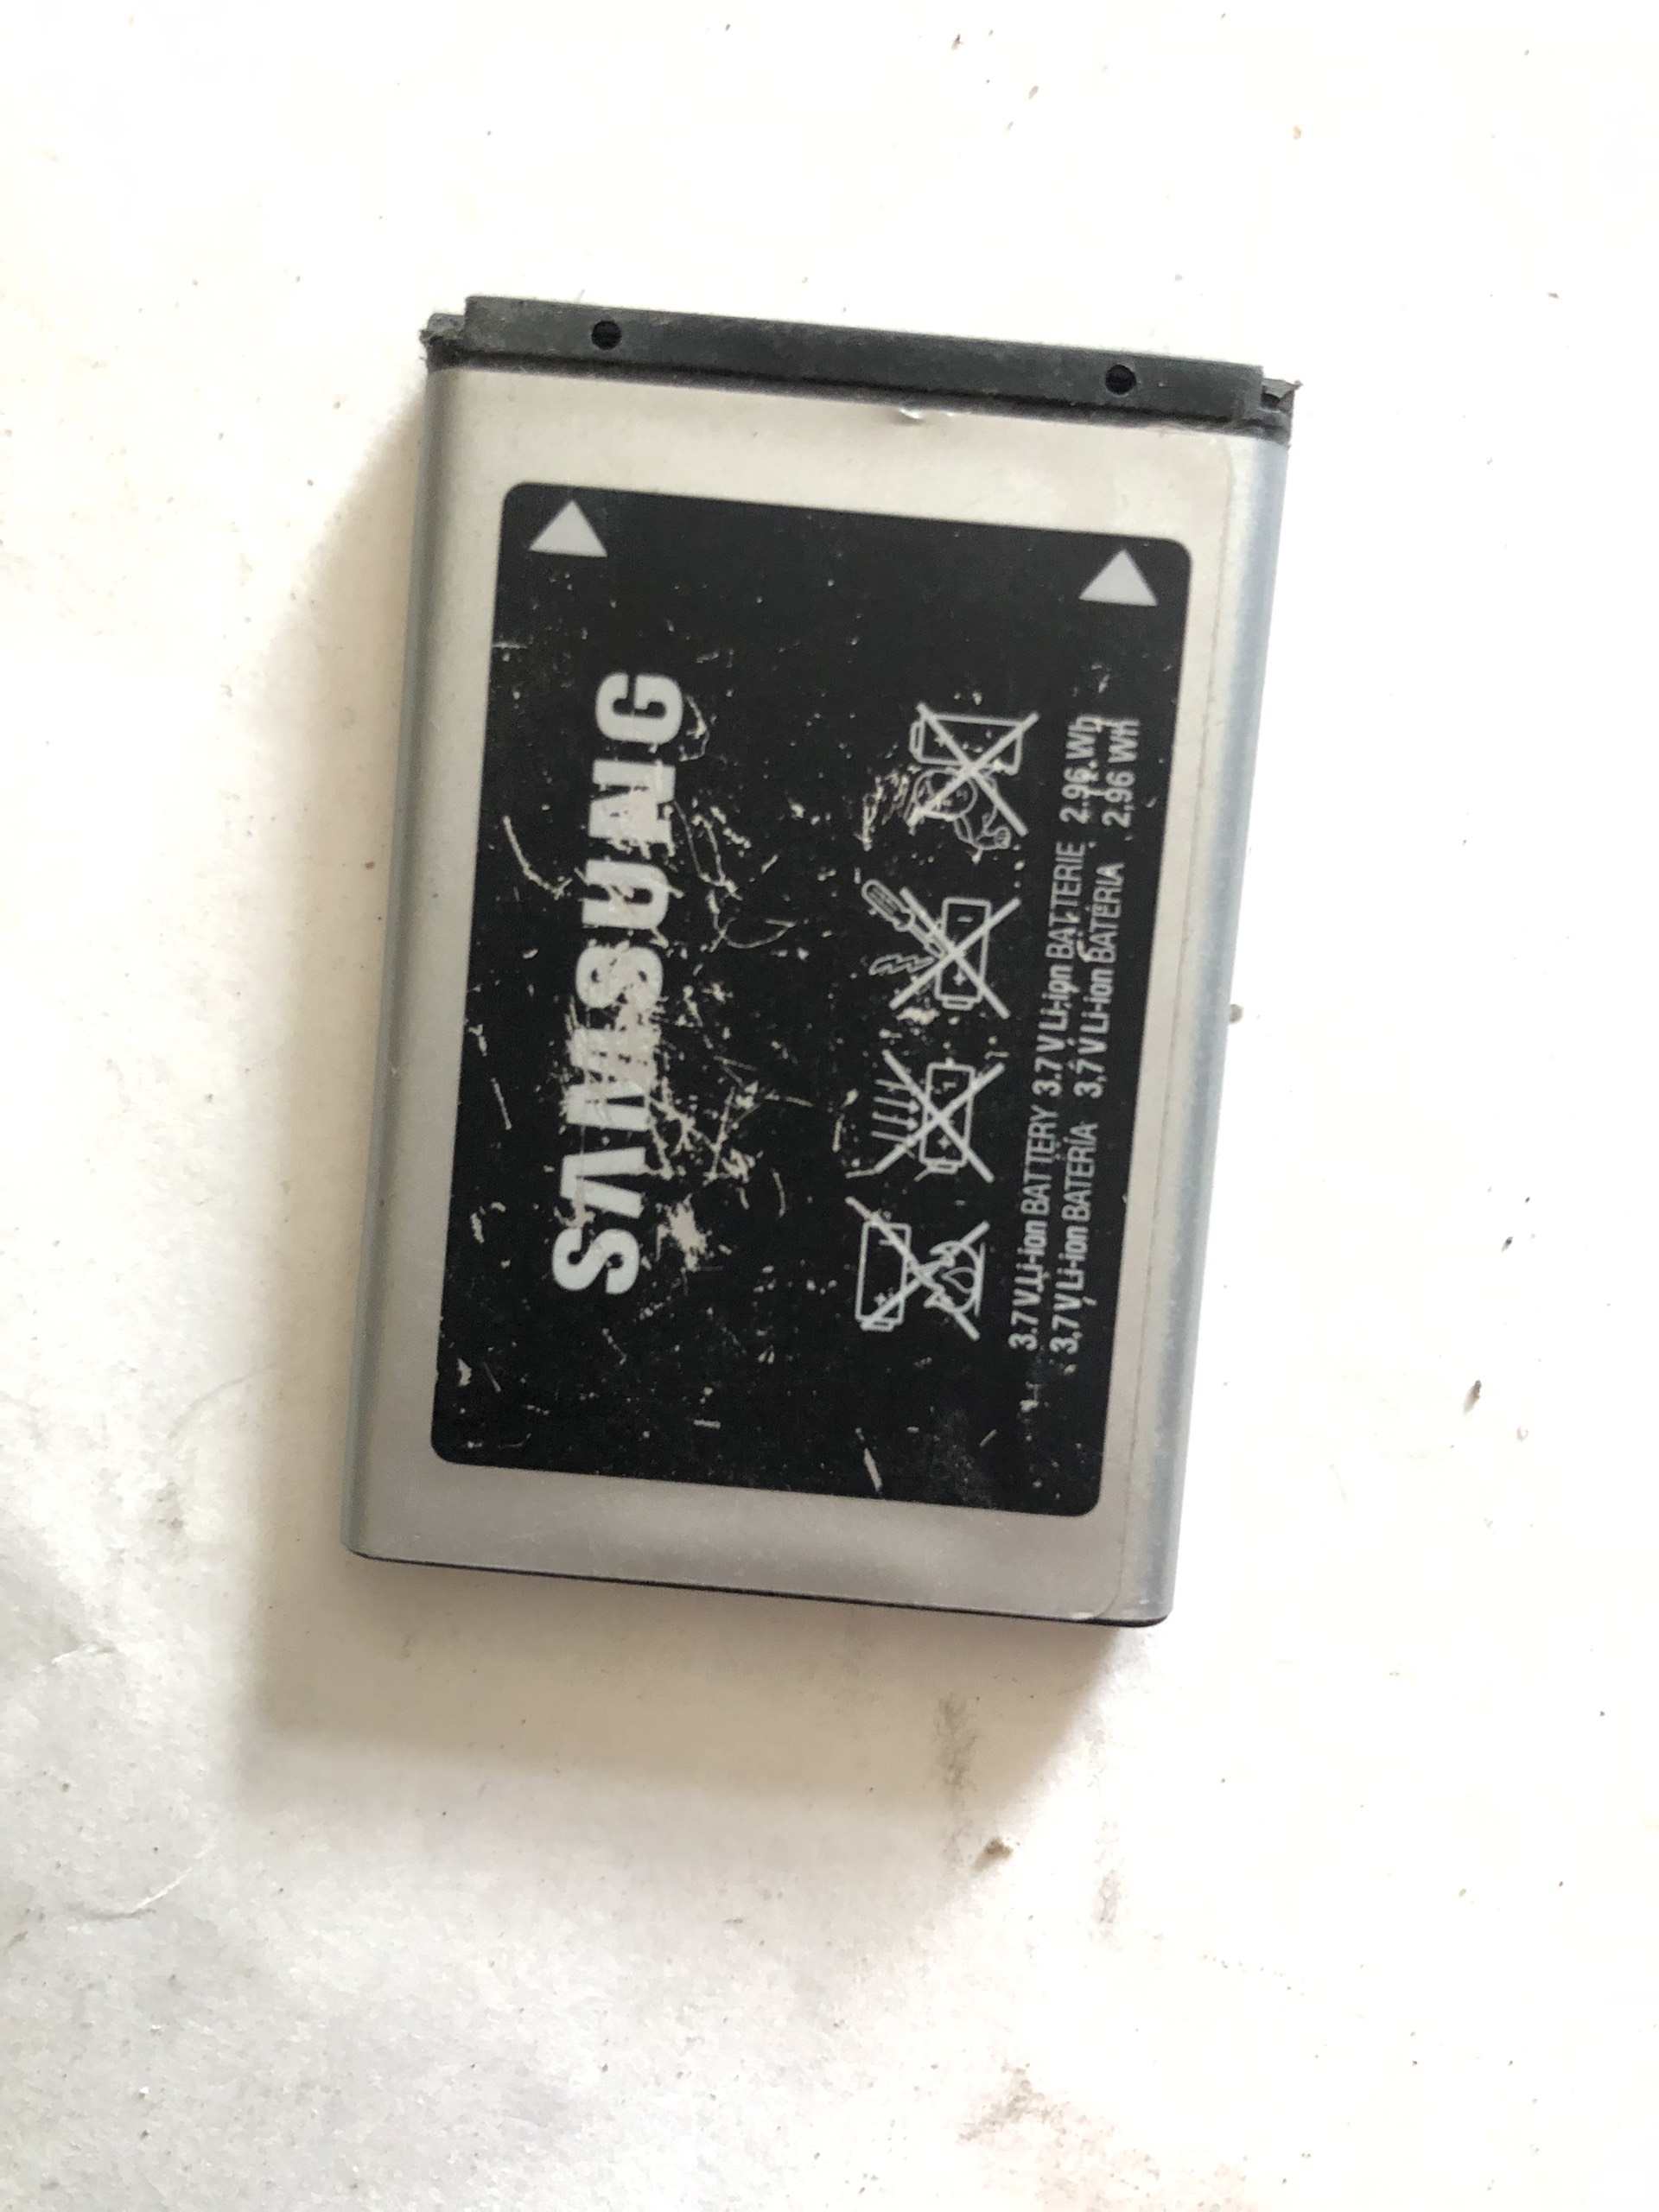 SAMSUNG
3.7 V Li-ion BATTERY 3.7 V Li-ion BATTERIE 2.96 Wh
3,7 V Li-ion BATERÍA 3,7 V Li-ion BATERIA 2,96 Wh